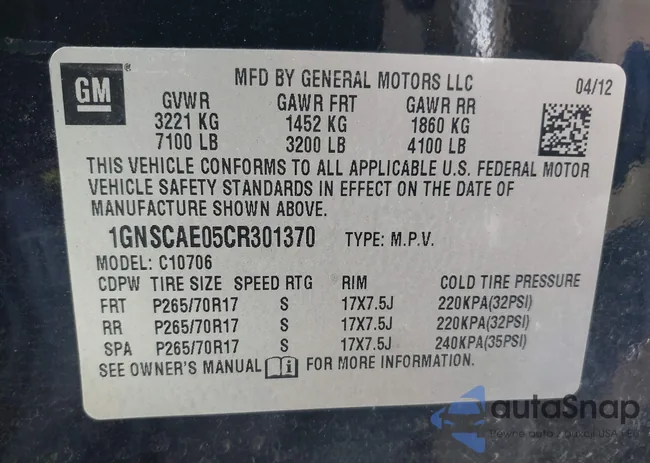 GM
®
MFD BY GENERAL MOTORS LLC
04/12
GVWR GAWR FRT GAWR RR
3221 KG 1452 KG 1860 KG
7100 LB 3200 LB 4100 LB
THIS VEHICLE CONFORMS TO ALL APPLICABLE U.S. FEDERAL MOTOR
VEHICLE SAFETY STANDARDS IN EFFECT ON THE DATE OF
MANUFACTURE SHOWN ABOVE.
1GNSCAE05CR301370 TYPE: M.P.V.
MODEL: C10706
CDPW TIRE SIZE SPEED RTG RIM COLD TIRE PRESSURE
FRT P265/70R17 S 17X7.5J 220KPA(32PSI)
RR P265/70R17 S 17X7.5J 220KPA(32PSI)
SPA P265/70R17 S 17X7.5J 240KPA(35PSI)
SEE OWNER'S MANUAL i FOR MORE INFORMATION.
autaSnap